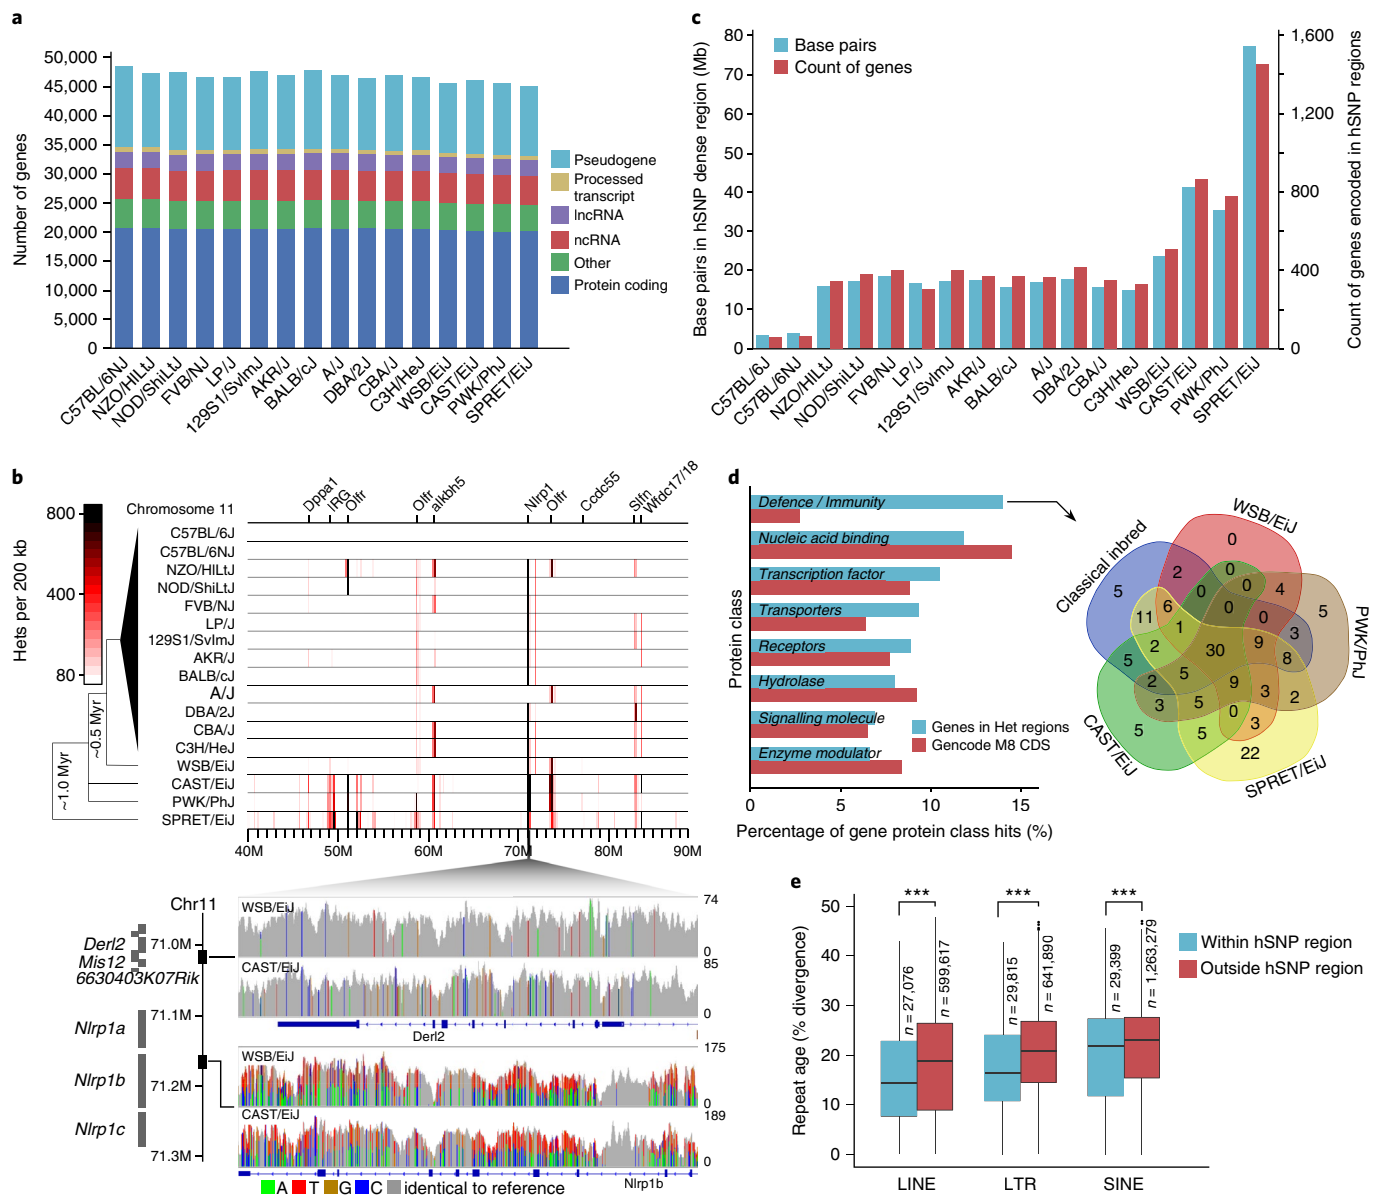 a
50,000
45,000
40,000
35,000
30,000
25,000
20,000
15,000
10,000
5,000
0
Number of genes
Pseudogene
Processed
transcript
lncRNA
ncRNA
Other
Protein coding
C57BL/6NJ
NZO/HILtJ
NOD/ShiLtJ
FVB/NJ
LP/J
129S1/SvImJ
AKR/J
BALB/cJ
A/J
DBA/2J
CBA/J
C3H/HeJ
WSB/EiJ
CAST/EiJ
PWK/PhJ
SPRET/EiJ
c
80
70
60
50
40
30
20
10
0
Base pairs in hSNP dense region (Mb)
Base pairs
Count of genes
1,600
1,200
800
400
0
Count of genes encoded in hSNP regions
C57BL/6J
C57BL/6NJ
NZO/HILtJ
NOD/ShiLtJ
FVB/NJ
LP/J
129S1/SvImJ
AKR/J
BALB/cJ
A/J
DBA/2J
CBA/J
C3H/HeJ
WSB/EiJ
CAST/EiJ
PWK/PhJ
SPRET/EiJ
b
Hets per 200 kb
800
400
80
~0.5 Myr
~1.0 Myr
Chromosome 11
Dppa1
IRG
Olfr
Olfr
alkbh5
Nlrp1
Olfr
Ccdc55
Slfn
Wfdc17/18
C57BL/6J
C57BL/6NJ
NZO/HILtJ
NOD/ShiLtJ
FVB/NJ
LP/J
129S1/SvImJ
AKR/J
BALB/cJ
A/J
DBA/2J
CBA/J
C3H/HeJ
WSB/EiJ
CAST/EiJ
PWK/PhJ
SPRET/EiJ
40M
50M
60M
70M
80M
90M
Chr11
71.0M
71.1M
71.2M
71.3M
Derl2
Mis12
6630403K07Rik
Nlrp1a
Nlrp1b
Nlrp1c
WSB/EiJ
74
0
CAST/EiJ
85
0
Derl2
WSB/EiJ
175
0
CAST/EiJ
189
0
Nlrp1b
A T G C identical to reference
d
Protein class
Defence / Immunity
Nucleic acid binding
Transcription factor
Transporters
Receptors
Hydrolase
Signalling molecule
Enzyme modulator
Genes in Het regions
Gencode M8 CDS
0
5
10
15
Percentage of gene protein class hits (%)
Classical inbred
WSB/EiJ
PWK/PhJ
SPRET/EiJ
CAST/EiJ
0
2
0
5
0
0
4
5
11
6
0
0
3
1
9
2
30
8
5
2
5
9
3
2
3
5
0
3
5
5
22
e
50
40
30
20
10
0
Repeat age (% divergence)
***
***
***
n = 27,076
n = 599,617
n = 29,815
n = 641,890
n = 29,399
n = 1,263,279
LINE
LTR
SINE
Within hSNP region
Outside hSNP region